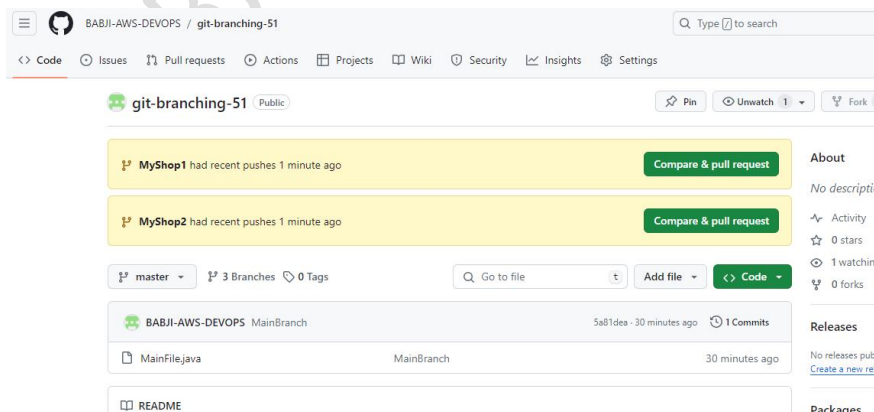 BABJI-AWS-DEVOPS / git-branching-51
Type / to search
<> Code Issues Pull requests Actions Projects Wiki Security Insights Settings
git-branching-51 Public
Pin Unwatch 1 Fork
MyShop1 had recent pushes 1 minute ago Compare & pull request
About
No descripti
MyShop2 had recent pushes 1 minute ago Compare & pull request
Activity
0 stars
1 watchin
0 forks
master 3 Branches 0 Tags Go to file t Add file <> Code
BABJI-AWS-DEVOPS MainBranch 5a81dea · 30 minutes ago 1 Commits
Releases
MainFile.java MainBranch 30 minutes ago
No releases pub
Create a new re
README
Packages